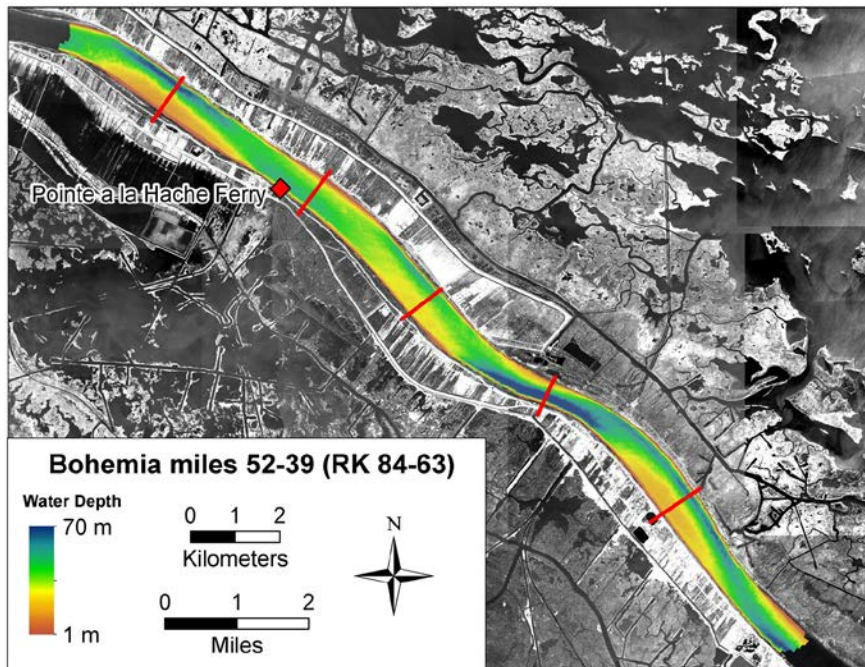 Pointe a la Hache Ferry
Bohemia miles 52-39 (RK 84-63)
Water Depth
70 m
1 m
0 1 2
Kilometers
0 1 2
Miles
N